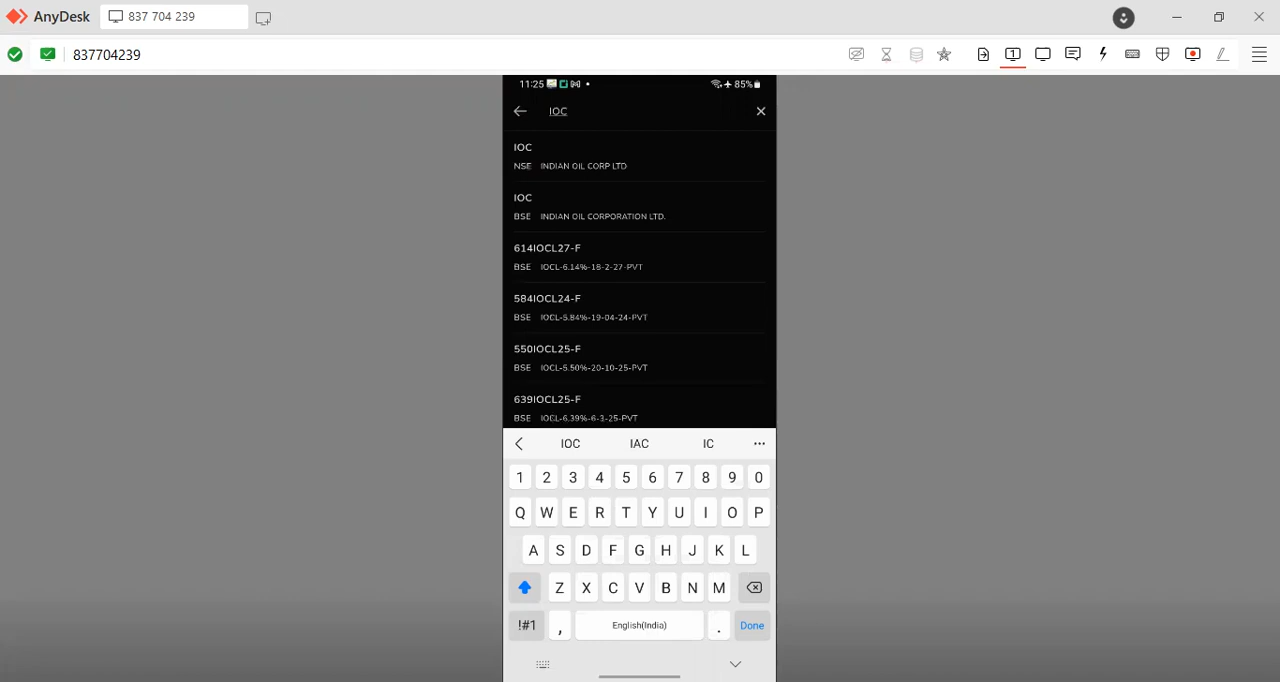 AnyDesk
837 704 239
837704239
11:25
85%
IOC
IOC
NSE INDIAN OIL CORP LTD
IOC
BSE INDIAN OIL CORPORATION LTD.
614IOCL27-F
BSE IOCL-6.14%-18-2-27-PVT
584IOCL24-F
BSE IOCL-5.84%-19-04-24-PVT
550IOCL25-F
BSE IOCL-5.50%-20-10-25-PVT
639IOCL25-F
BSE IOCL-6.39%-6-3-25-PVT
IOC IAC IC ...
1 2 3 4 5 6 7 8 9 0
Q W E R T Y U I O P
A S D F G H J K L
Z X C V B N M
!#1 , English(India) . Done